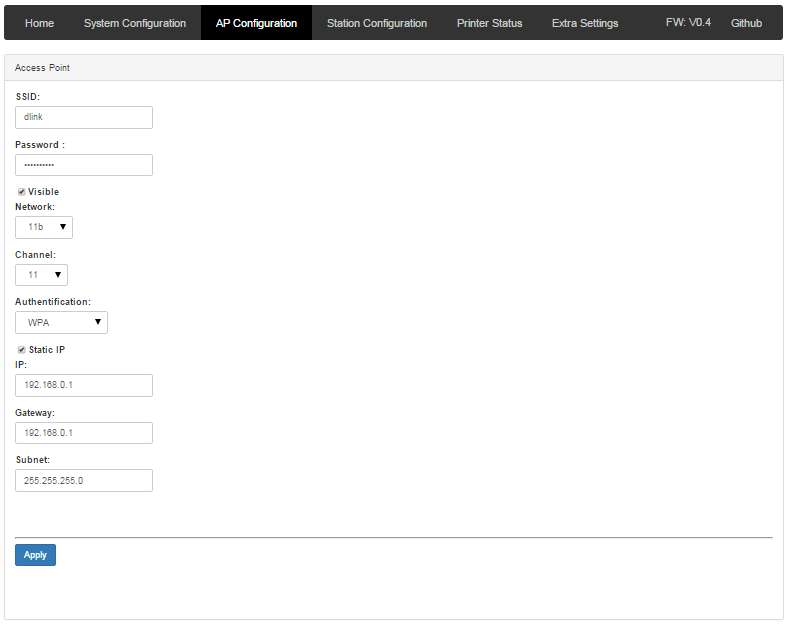 Home System Configuration AP Configuration Station Configuration Printer Status Extra Settings FW: V0.4 Github
Access Point
SSID:
dlink
Password :
••••••••••
Visible
Network:
11b
Channel:
11
Authentification:
WPA
Static IP
IP:
192.168.0.1
Gateway:
192.168.0.1
Subnet:
255.255.255.0
Apply